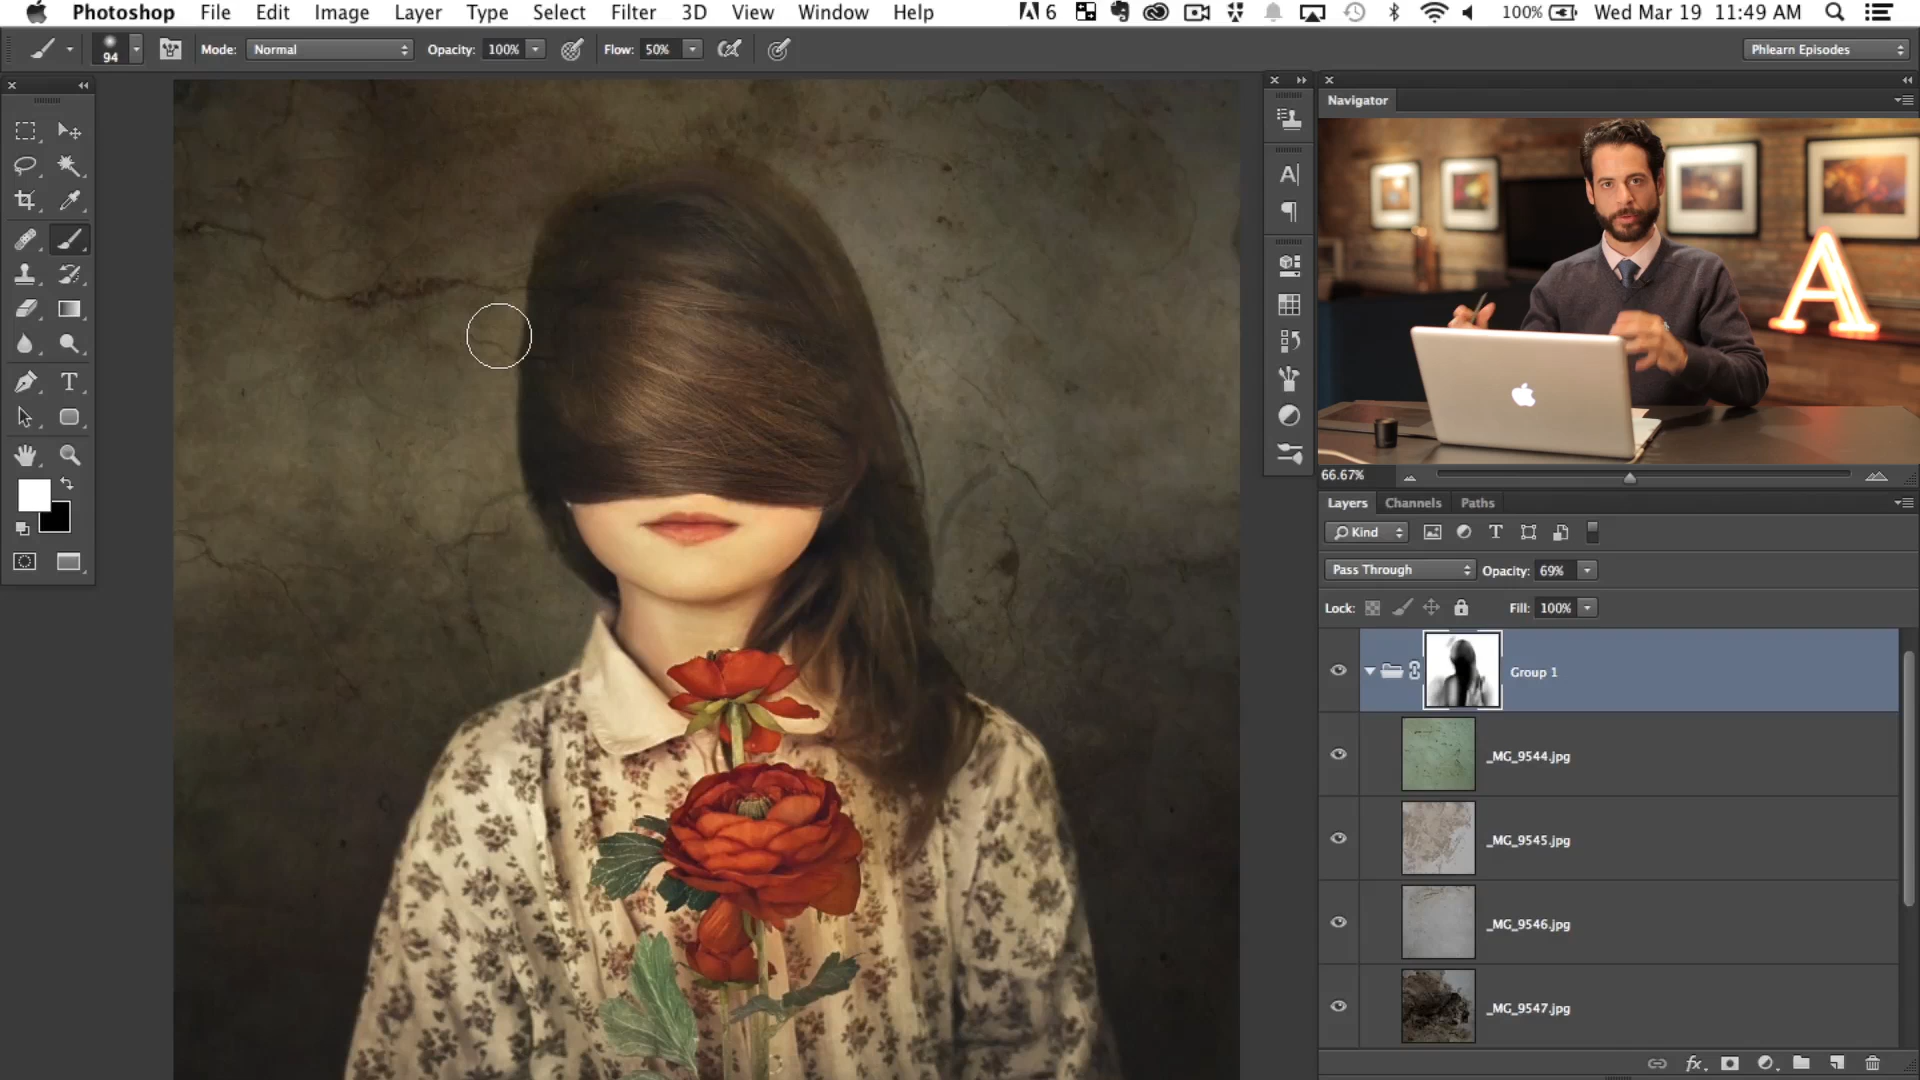 Photoshop File Edit Image Layer Type Select Filter 3D View Window Help 6 100% Wed Mar 19 11:49 AM
94 Mode: Normal Opacity: 100% Flow: 50% Phlearn Episodes
Navigator
A
66.67%
Layers Channels Paths
Kind
Pass Through Opacity: 69%
Lock: Fill: 100%
Group 1
_MG_9544.jpg
_MG_9545.jpg
_MG_9546.jpg
_MG_9547.jpg